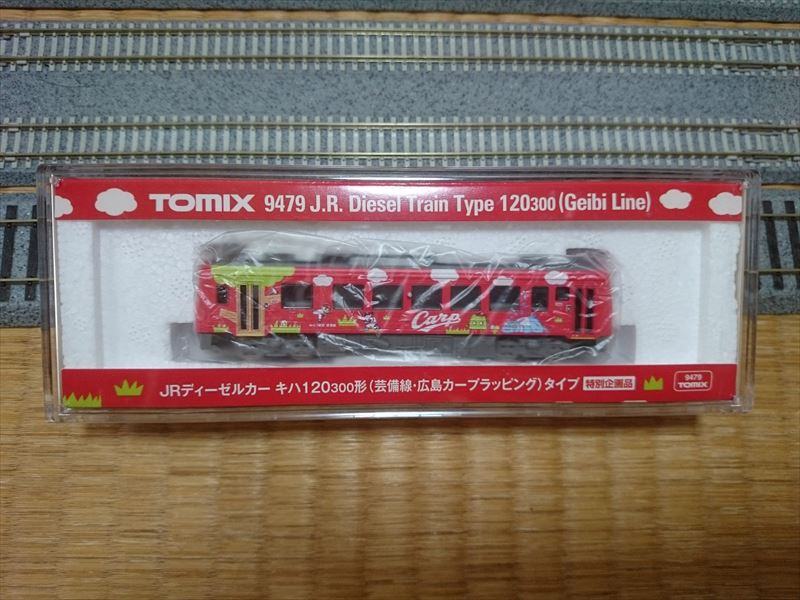 TOMIX 9479 J.R. Diesel Train Type 120300 (Geibi Line)
Carp
JRディーゼルカー キハ120300形(芸備線・広島カープラッピング)タイプ 特別企画品
9479
TOMIX